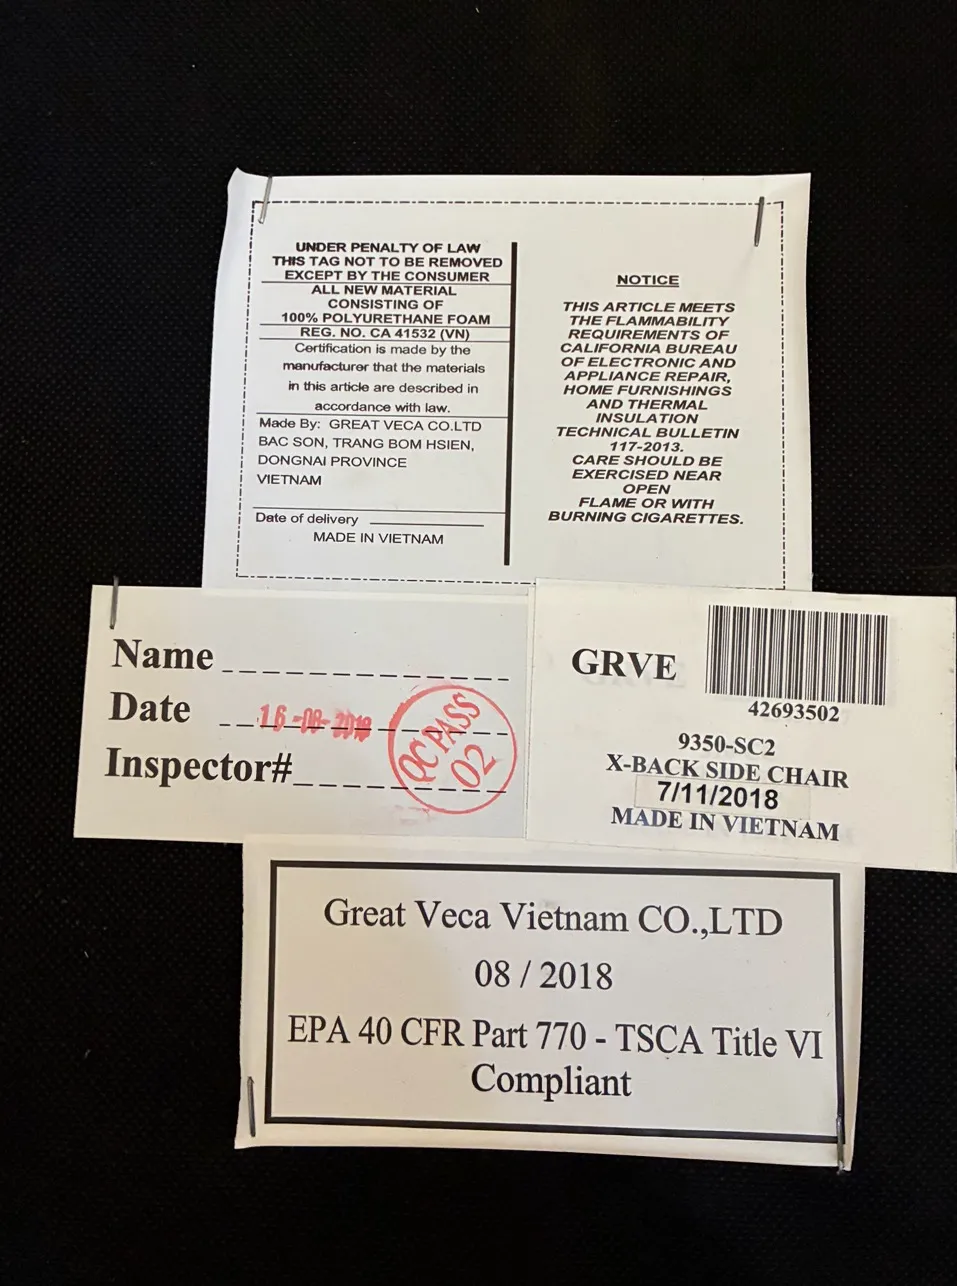 UNDER PENALTY OF LAW
THIS TAG NOT TO BE REMOVED
EXCEPT BY THE CONSUMER
ALL NEW MATERIAL
CONSISTING OF
100% POLYURETHANE FOAM
REG. NO. CA 41532 (VN)
Certification is made by the
manufacturer that the materials
in this article are described in
accordance with law.
Made By: GREAT VECA CO.LTD
BAC SON, TRANG BOM HSIEN,
DONGNAI PROVINCE
VIETNAM
Date of delivery
MADE IN VIETNAM
NOTICE
THIS ARTICLE MEETS
THE FLAMMABILITY
REQUIREMENTS OF
CALIFORNIA BUREAU
OF ELECTRONIC AND
APPLIANCE REPAIR,
HOME FURNISHINGS
AND THERMAL
INSULATION
TECHNICAL BULLETIN
117-2013.
CARE SHOULD BE
EXERCISED NEAR
OPEN
FLAME OR WITH
BURNING CIGARETTES.
Name
Date 16-08-2018
Inspector#
QC PASS
02
GRVE
42693502
9350-SC2
X-BACK SIDE CHAIR
7/11/2018
MADE IN VIETNAM
Great Veca Vietnam CO.,LTD
08 / 2018
EPA 40 CFR Part 770 - TSCA Title VI
Compliant